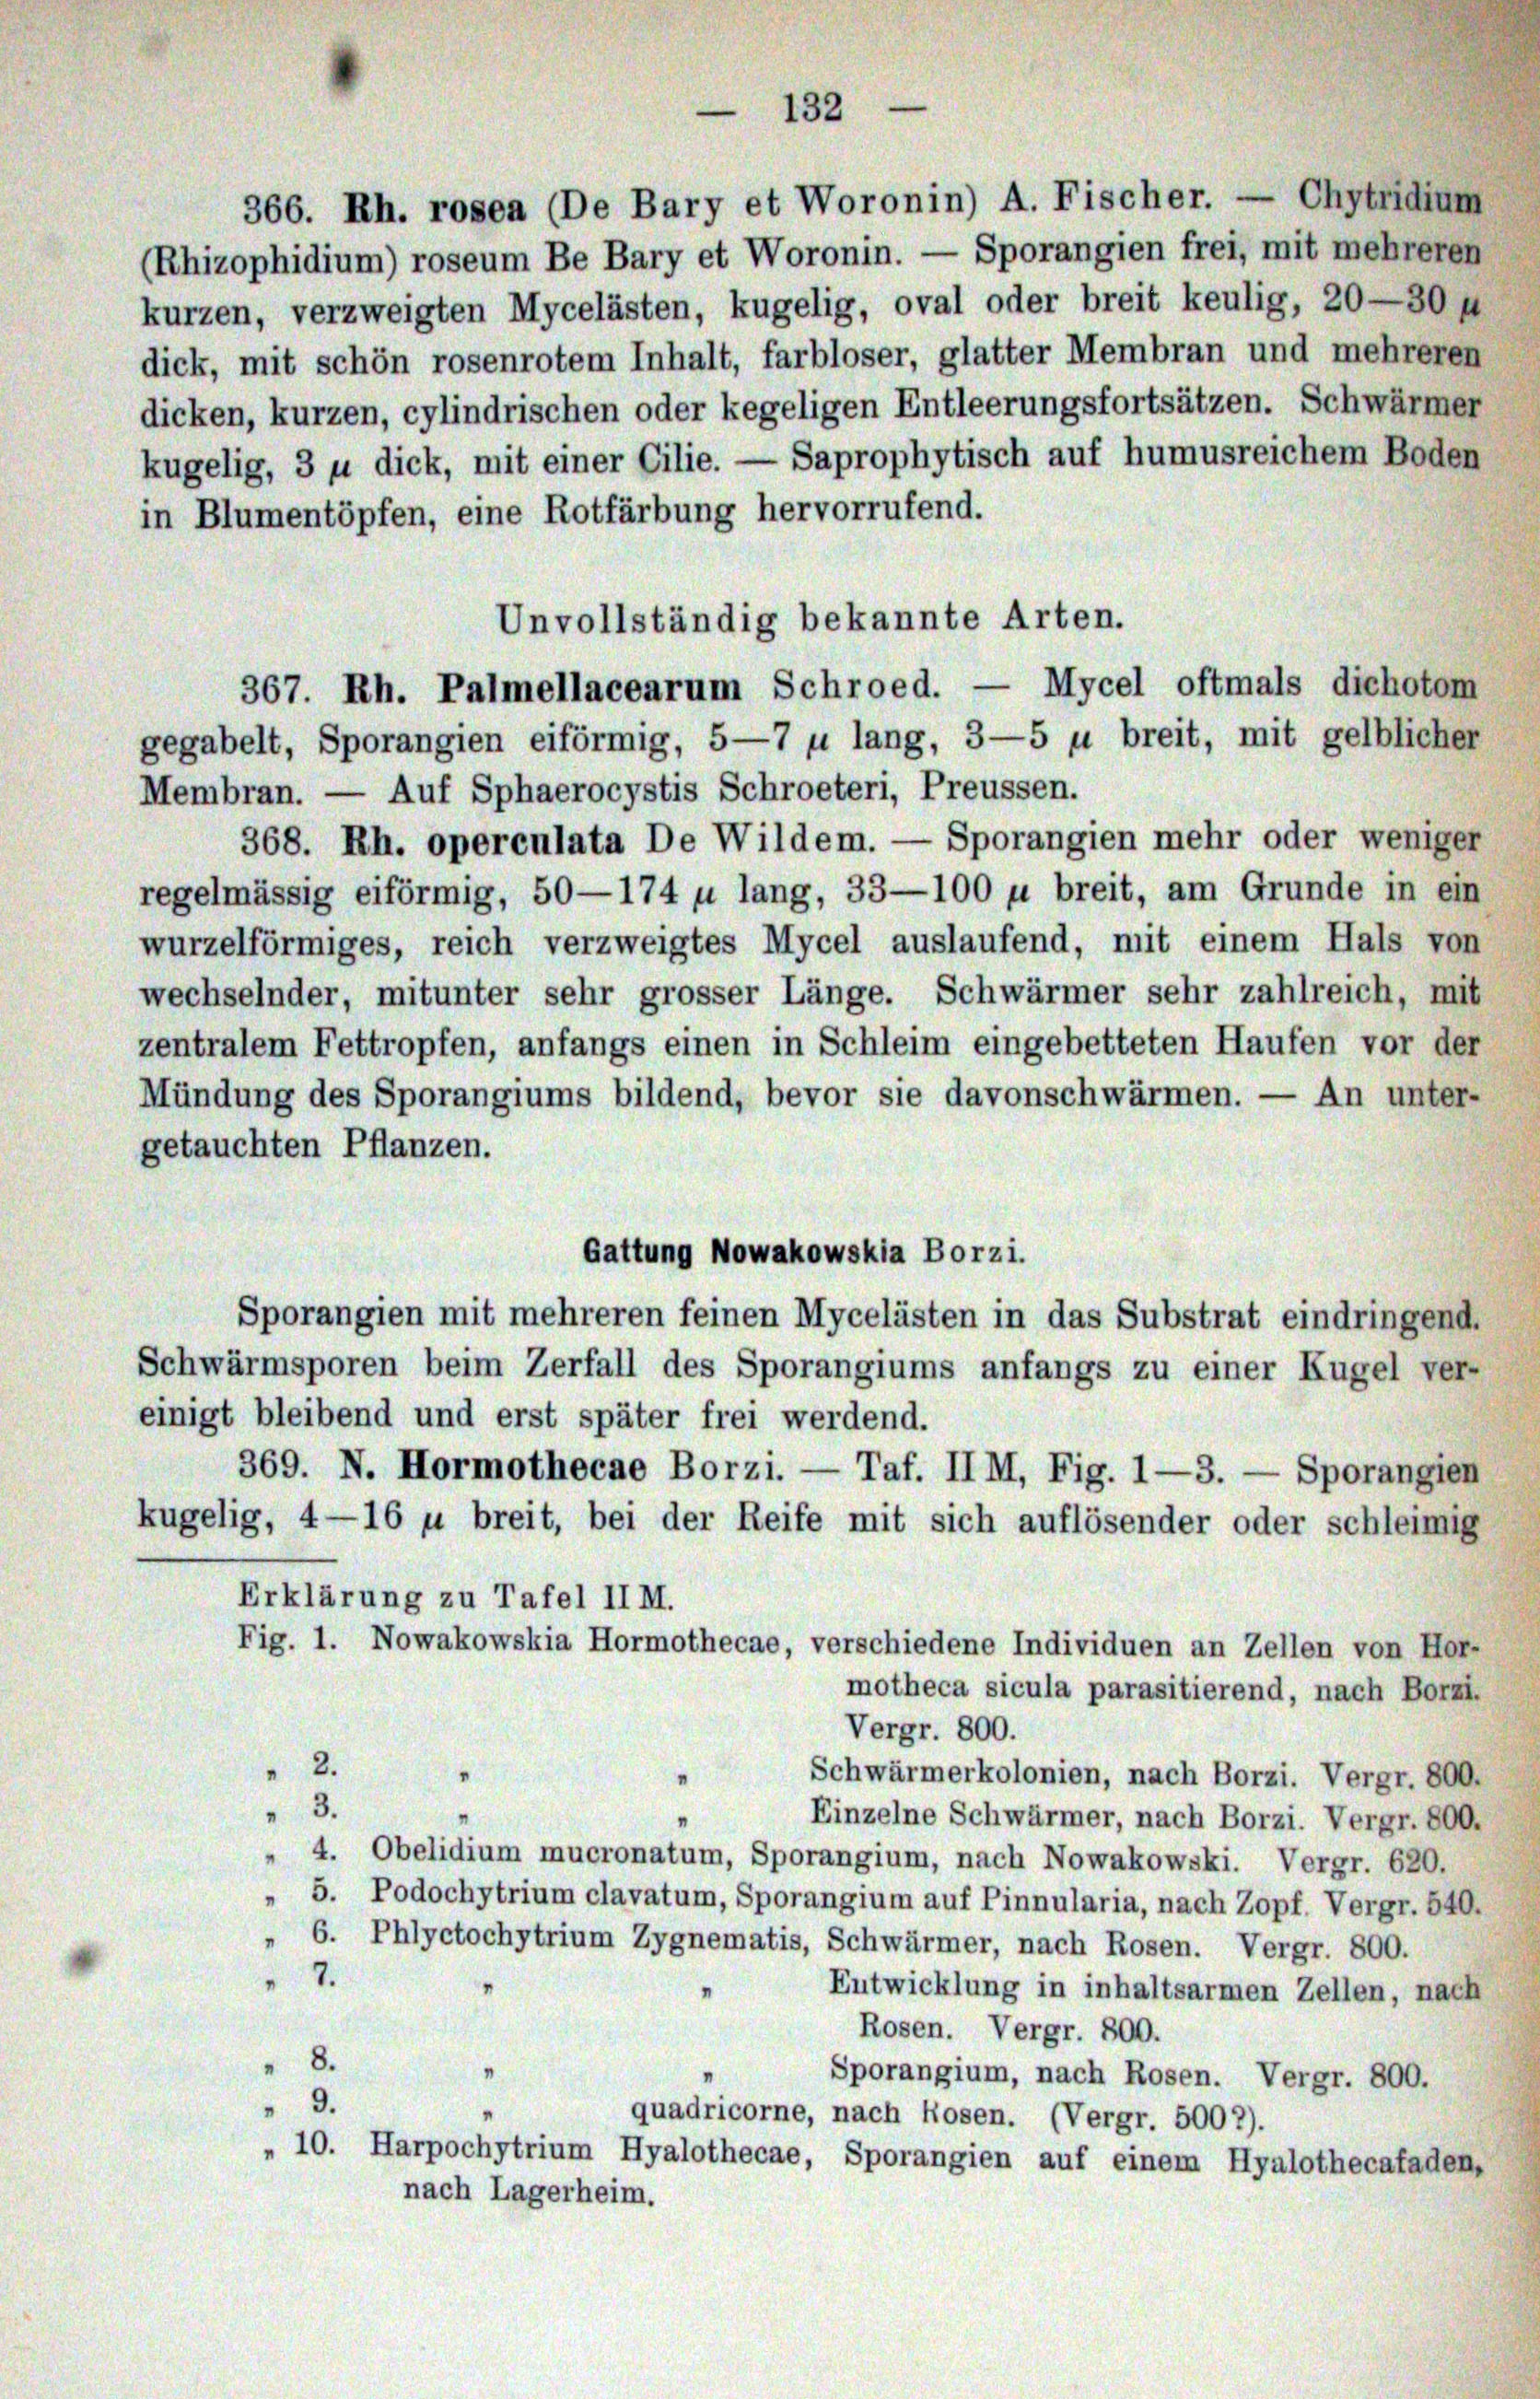 — 132 —
366. Rh. rosea (De Bary et Woronin) A. Fischer. — Chytridium
(Rhizophidium) roseum Be Bary et Woronin. — Sporangien frei, mit mehreren
kurzen, verzweigten Mycelästen, kugelig, oval oder breit keulig, 20—30 µ
dick, mit schön rosenrotem Inhalt, farbloser, glatter Membran und mehreren
dicken, kurzen, cylindrischen oder kegeligen Entleerungsfortsätzen. Schwärmer
kugelig, 3 µ dick, mit einer Cilie. — Saprophytisch auf humusreichem Boden
in Blumentöpfen, eine Rotfärbung hervorrufend.
Unvollständig bekannte Arten.
367. Rh. Palmellacearum Schroed. — Mycel oftmals dichotom
gegabelt, Sporangien eiförmig, 5—7 µ lang, 3—5 µ breit, mit gelblicher
Membran. — Auf Sphaerocystis Schroeteri, Preussen.
368. Rh. operculata De Wildem. — Sporangien mehr oder weniger
regelmässig eiförmig, 50—174 µ lang, 33—100 µ breit, am Grunde in ein
wurzelförmiges, reich verzweigtes Mycel auslaufend, mit einem Hals von
wechselnder, mitunter sehr grosser Länge. Schwärmer sehr zahlreich, mit
zentralem Fettropfen, anfangs einen in Schleim eingebetteten Haufen vor der
Mündung des Sporangiums bildend, bevor sie davonschwärmen. — An unter-
getauchten Pflanzen.
Gattung Nowakowskia Borzi.
Sporangien mit mehreren feinen Mycelästen in das Substrat eindringend.
Schwärmsporen beim Zerfall des Sporangiums anfangs zu einer Kugel ver-
einigt bleibend und erst später frei werdend.
369. N. Hormothecae Borzi. — Taf. II M, Fig. 1—3. — Sporangien
kugelig, 4—16 µ breit, bei der Reife mit sich auflösender oder schleimig
Erklärung zu Tafel II M.
Fig. 1. Nowakowskia Hormothecae, verschiedene Individuen an Zellen von Hor-
motheca sicula parasitierend, nach Borzi.
Vergr. 800.
„ 2. „ „ Schwärmerkolonien, nach Borzi. Vergr. 800.
„ 3. „ „ Einzelne Schwärmer, nach Borzi. Vergr. 800.
„ 4. Obelidium mucronatum, Sporangium, nach Nowakowski. Vergr. 620.
„ 5. Podochytrium clavatum, Sporangium auf Pinnularia, nach Zopf. Vergr. 540.
„ 6. Phlyctochytrium Zygnematis, Schwärmer, nach Rosen. Vergr. 800.
„ 7. „ „ Entwicklung in inhaltsarmen Zellen, nach
Rosen. Vergr. 800.
„ 8. „ „ Sporangium, nach Rosen. Vergr. 800.
„ 9. „ quadricorne, nach Rosen. (Vergr. 500?).
„ 10. Harpochytrium Hyalothecae, Sporangien auf einem Hyalothecafaden,
nach Lagerheim.